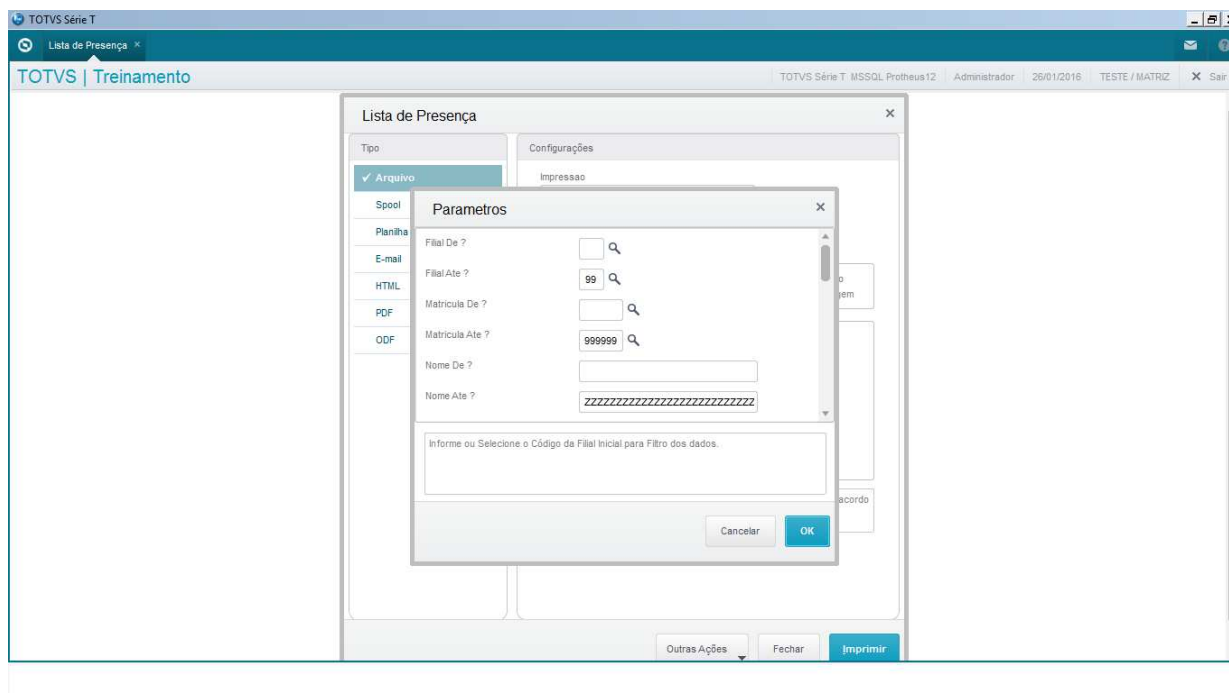 TOTVS Série T
Lista de Presença ×
TOTVS | Treinamento
TOTVS Série T MSSQL Protheus12 Administrador 26/01/2016 TESTE / MATRIZ × Sair
Lista de Presença ×
Tipo
Configurações
✓ Arquivo
Impressao
Spool
Planilha
E-mail
HTML
PDF
ODF
Parametros ×
Filial De ?
Filial Ate ? 99
Matricula De ?
Matricula Ate ? 999999
Nome De ?
Nome Ate ? ZZZZZZZZZZZZZZZZZZZZZZZZZZZ
Informe ou Selecione o Código da Filial Inicial para Filtro dos dados.
acordo
Cancelar OK
Outras Ações Fechar Imprimir